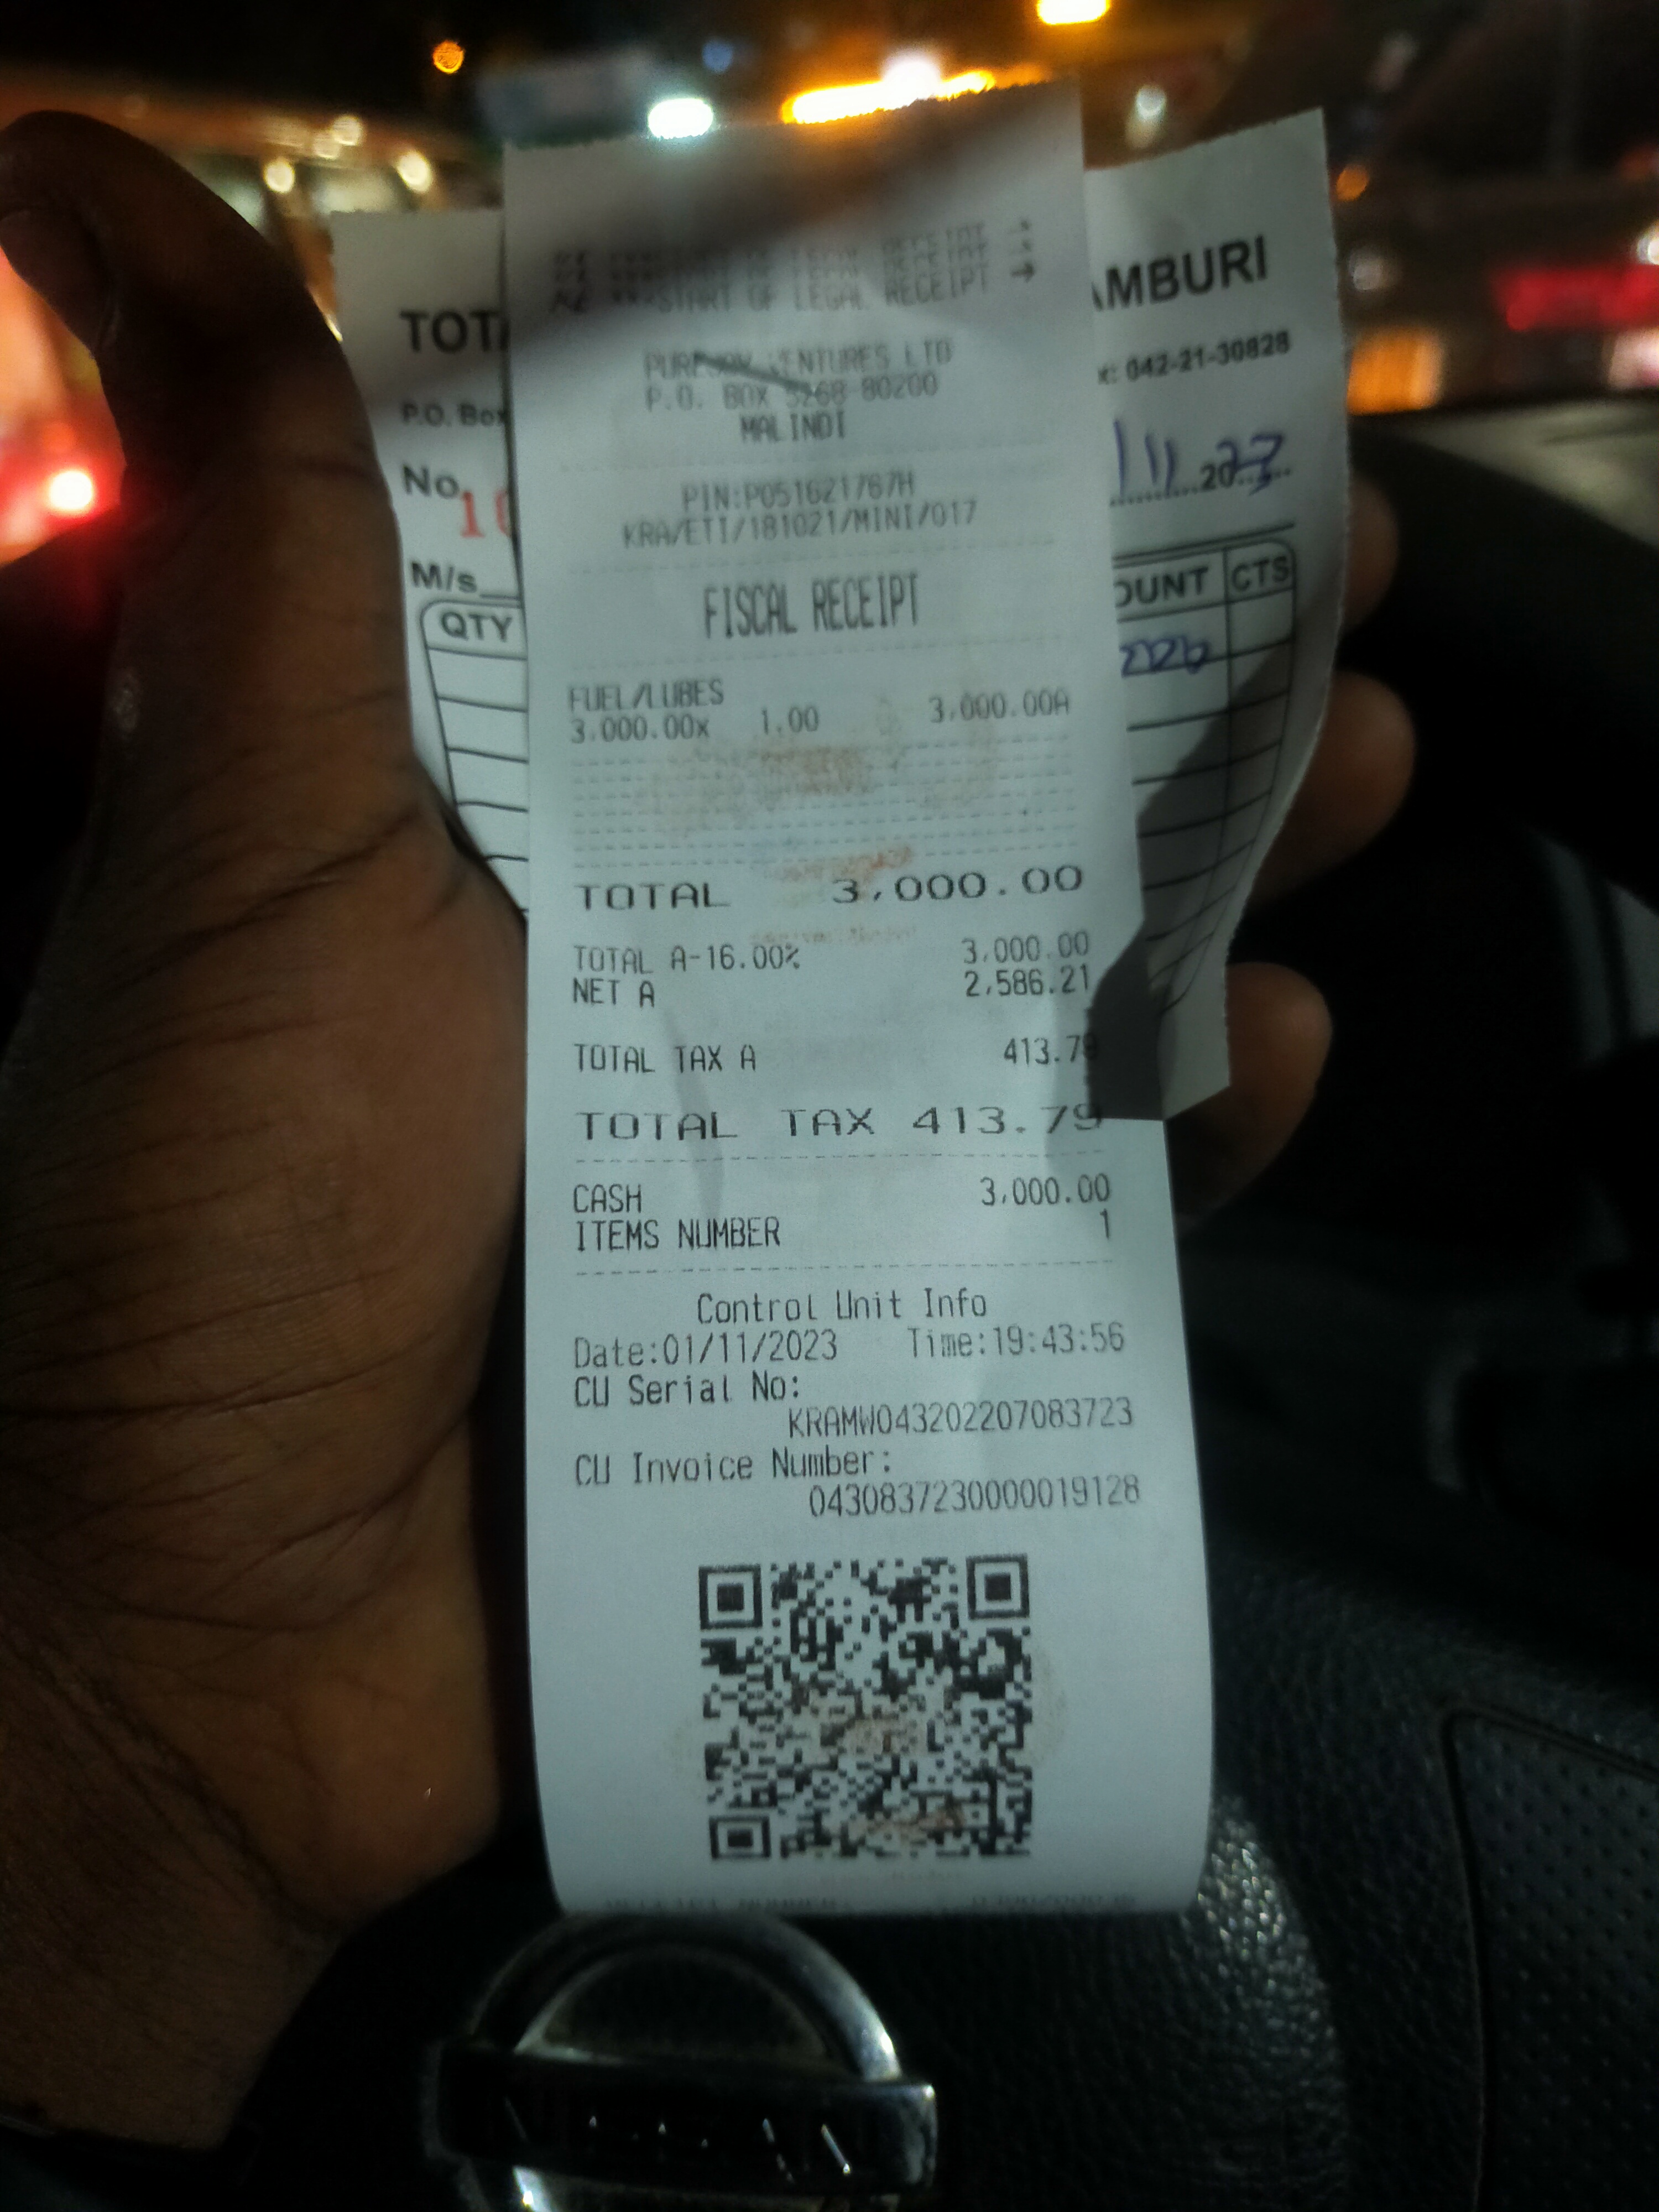 START OF LEGAL RECEIPT →
VENTURES LTD
P.O. BOX 5268 80200
MALINDI
PIN:P051621767H
KRA/ETI/181021/MINI/017
FISCAL RECEIPT
FUEL/LUBES
3,000.00x 1.00 3,000.00A
TOTAL 3,000.00
TOTAL A-16.00% 3,000.00
NET A 2,586.21
TOTAL TAX A 413.79
TOTAL TAX 413.79
CASH 3,000.00
ITEMS NUMBER 1
Control Unit Info
Date:01/11/2023 Time:19:43:56
CU Serial No:
KRAMW043202207083723
CU Invoice Number:
0430837230000019128
TOT
AMBURI
P.O. Box
: 042-21-30828
No.
10
20
M/s
QTY
OUNT CTS